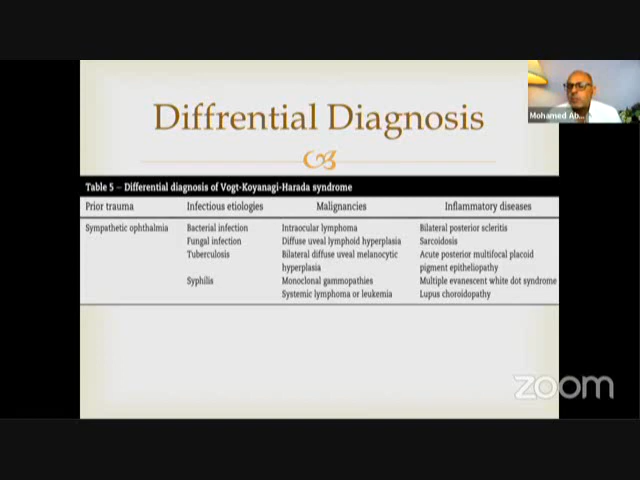 Diffrential Diagnosis
Mohamed Ab...
Table 5 – Differential diagnosis of Vogt-Koyanagi-Harada syndrome
Prior trauma Infectious etiologies Malignancies Inflammatory diseases
Sympathetic ophthalmia Bacterial infection Intraocular lymphoma Bilateral posterior scleritis
Fungal infection Diffuse uveal lymphoid hyperplasia Sarcoidosis
Tuberculosis Bilateral diffuse uveal melanocytic Acute posterior multifocal placoid
hyperplasia pigment epitheliopathy
Syphilis Monoclonal gammopathies Multiple evanescent white dot syndrome
Systemic lymphoma or leukemia Lupus choroidopathy
zoom